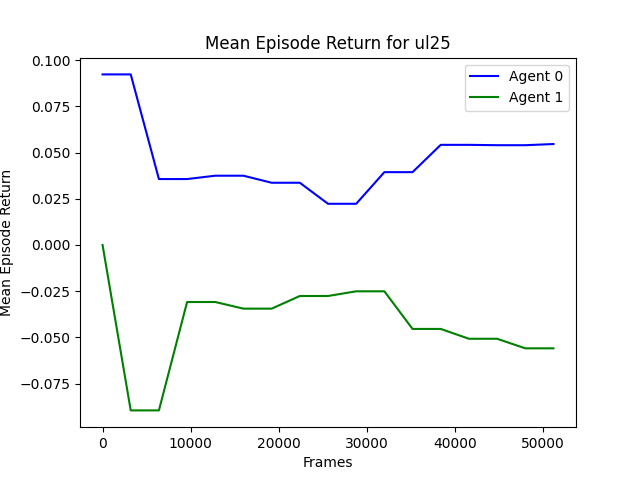 Mean Episode Return for ul25
Agent 0
Agent 1
Mean Episode Return
0.100
0.075
0.050
0.025
0.000
−0.025
−0.050
−0.075
0 10000 20000 30000 40000 50000
Frames